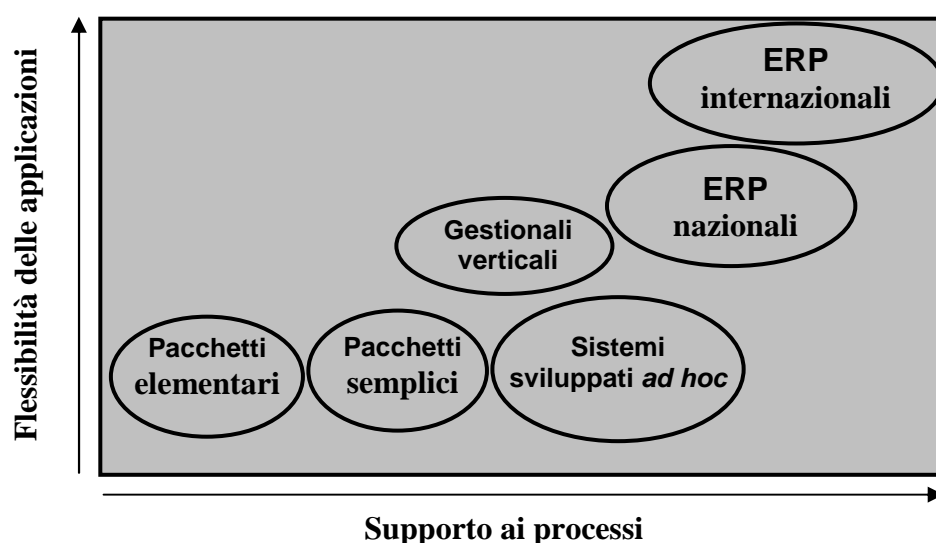 Flessibilità delle applicazioni
ERP
internazionali
ERP
nazionali
Gestionali
verticali
Pacchetti
elementari
Pacchetti
semplici
Sistemi
sviluppati ad hoc
Supporto ai processi